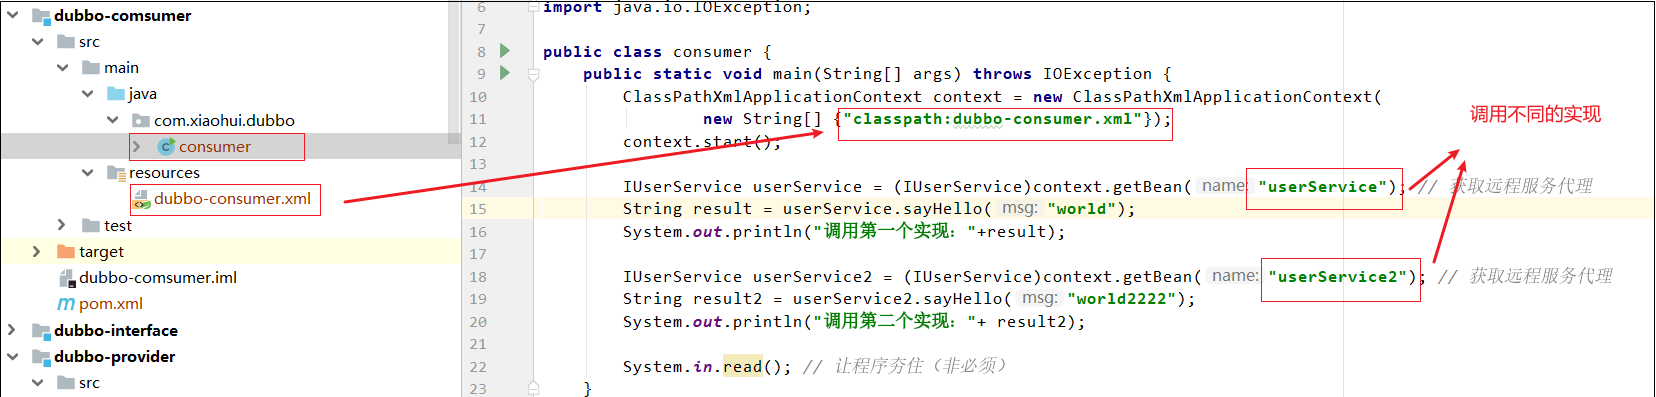 dubbo-comsumer
src
main
java
com.xiaohui.dubbo
consumer
resources
dubbo-consumer.xml
test
target
dubbo-comsumer.iml
pom.xml
dubbo-interface
dubbo-provider
src
6 import java.io.IOException;
7
8 public class consumer {
9 public static void main(String[] args) throws IOException {
10 ClassPathXmlApplicationContext context = new ClassPathXmlApplicationContext(
11 new String[] {"classpath:dubbo-consumer.xml"});
12 context.start();
13
14 IUserService userService = (IUserService)context.getBean( name: "userService"); // 获取远程服务代理
15 String result = userService.sayHello( msg: "world");
16 System.out.println("调用第一个实现："+result);
17
18 IUserService userService2 = (IUserService)context.getBean( name: "userService2"); // 获取远程服务代理
19 String result2 = userService2.sayHello( msg: "world2222");
20 System.out.println("调用第二个实现："+ result2);
21
22 System.in.read(); // 让程序夯住（非必须）
23 }
调用不同的实现